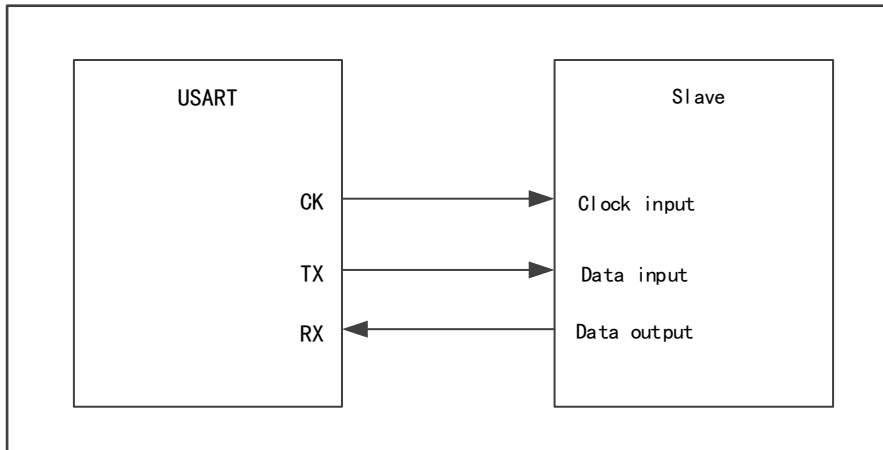 USART
Slave
CK
Clock input
TX
Data input
RX
Data output